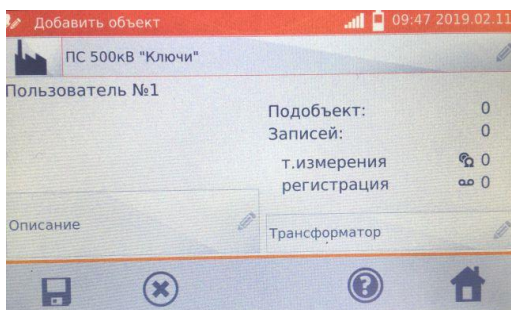 Добавить объект 09:47 2019.02.11
ПС 500кВ "Ключи"
Пользователь №1
Подобъект: 0
Записей: 0
т.измерения 0
регистрация 0
Описание
Трансформатор
?